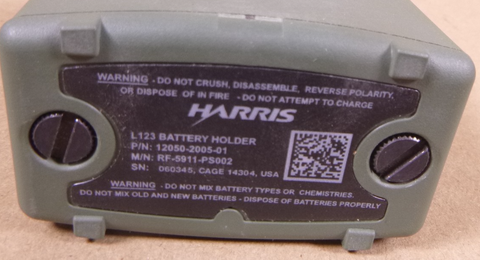 WARNING - DO NOT CRUSH, DISASSEMBLE, REVERSE POLARITY,
OR DISPOSE OF IN FIRE - DO NOT ATTEMPT TO CHARGE
HARRIS
L123 BATTERY HOLDER
P/N: 12050-2005-01
M/N: RF-5911-PS002
SN: 060345, CAGE 14304, USA
WARNING - DO NOT MIX BATTERY TYPES OR CHEMISTRIES.
DO NOT MIX OLD AND NEW BATTERIES - DISPOSE OF BATTERIES PROPERLY